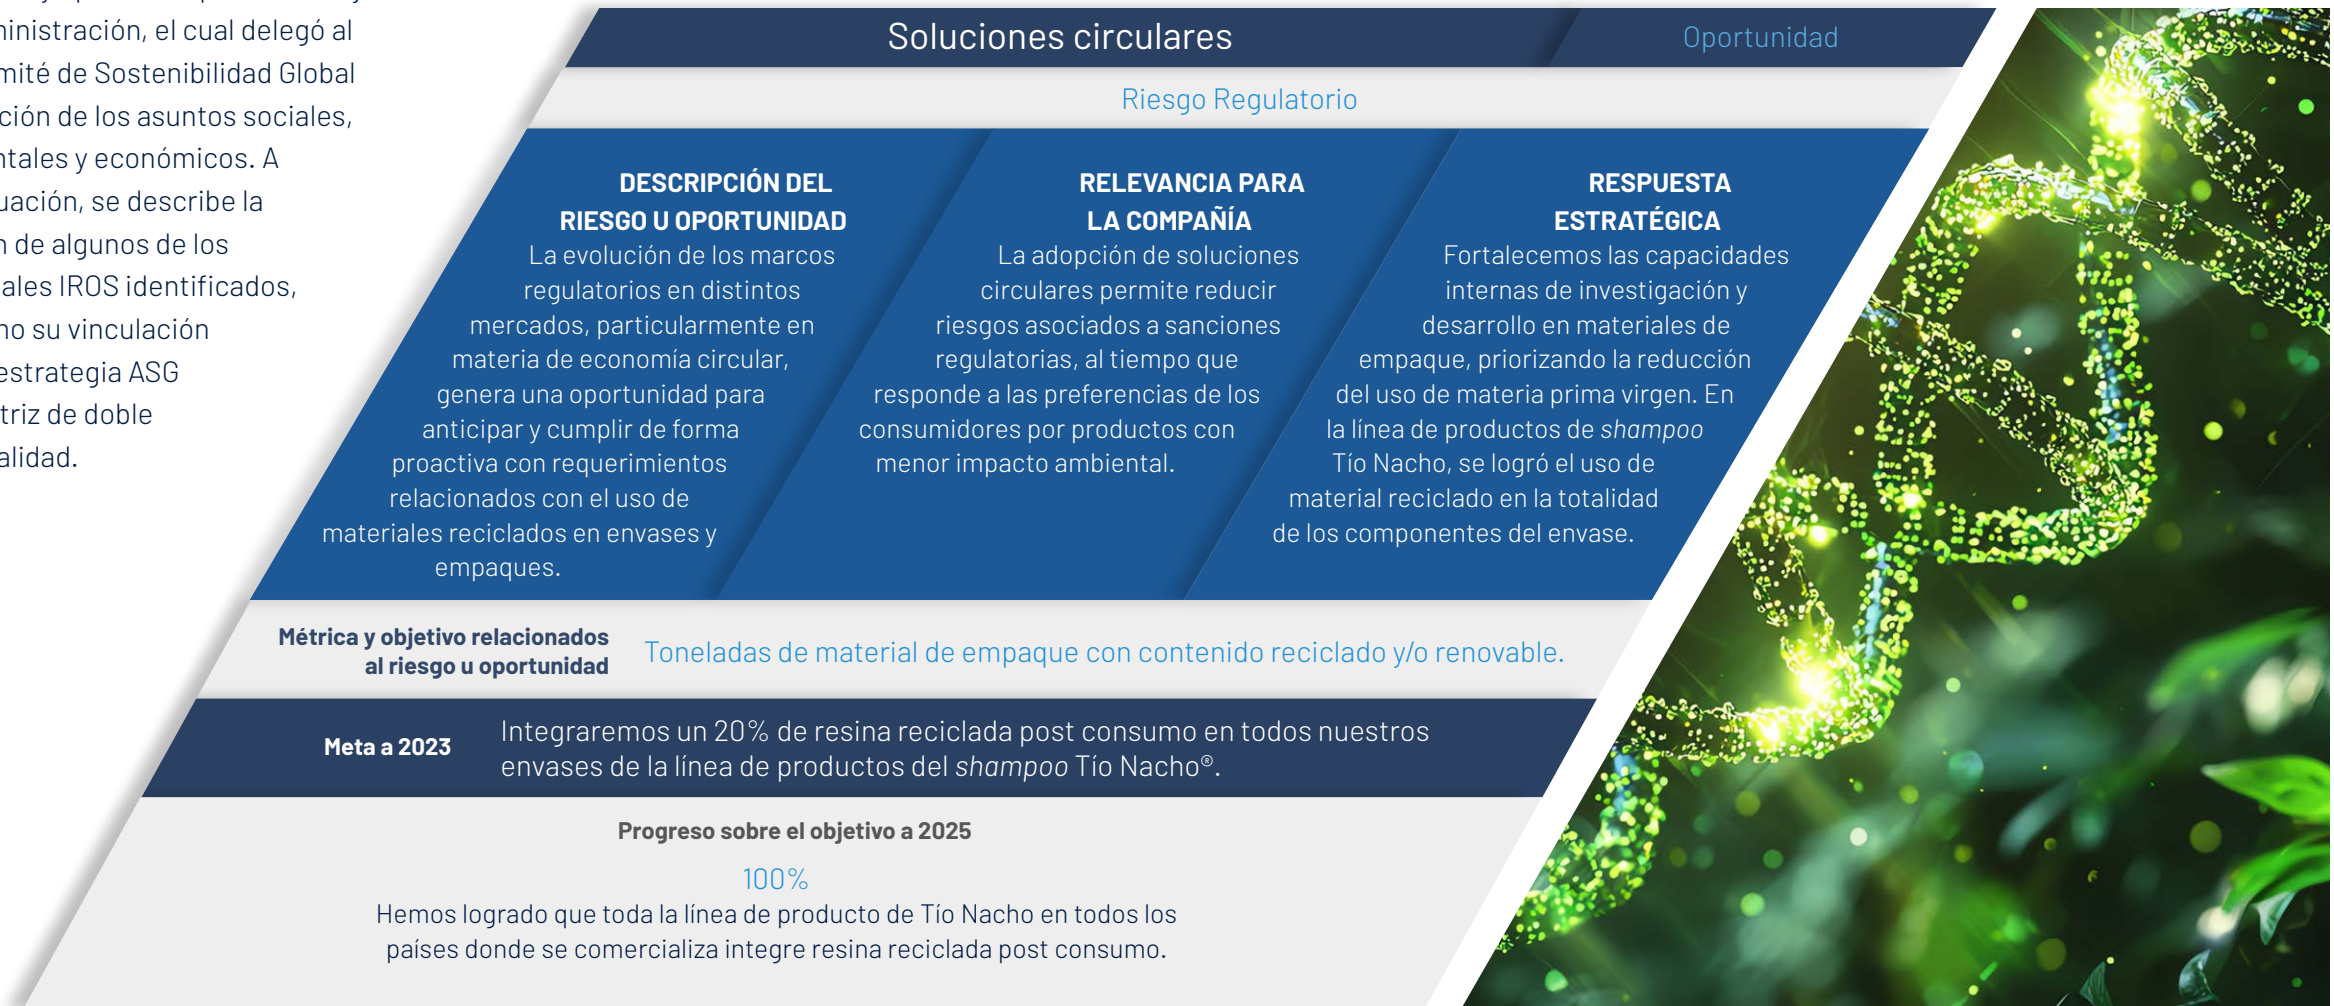 ministración, el cual delegó al
mité de Sostenibilidad Global
ción de los asuntos sociales,
ntales y económicos. A
uación, se describe la
n de algunos de los
ales IROS identificados,
no su vinculación
estrategia ASG
triz de doble
alidad.
Soluciones circulares
Oportunidad
Riesgo Regulatorio
DESCRIPCIÓN DEL
RIESGO U OPORTUNIDAD
La evolución de los marcos
regulatorios en distintos
mercados, particularmente en
materia de economía circular,
genera una oportunidad para
anticipar y cumplir de forma
proactiva con requerimientos
relacionados con el uso de
materiales reciclados en envases y
empaques.
RELEVANCIA PARA
LA COMPAÑÍA
La adopción de soluciones
circulares permite reducir
riesgos asociados a sanciones
regulatorias, al tiempo que
responde a las preferencias de los
consumidores por productos con
menor impacto ambiental.
RESPUESTA
ESTRATÉGICA
Fortalecemos las capacidades
internas de investigación y
desarrollo en materiales de
empaque, priorizando la reducción
del uso de materia prima virgen. En
la línea de productos de shampoo
Tío Nacho, se logró el uso de
material reciclado en la totalidad
de los componentes del envase.
Métrica y objetivo relacionados
al riesgo u oportunidad
Toneladas de material de empaque con contenido reciclado y/o renovable.
Meta a 2023
Integraremos un 20% de resina reciclada post consumo en todos nuestros
envases de la línea de productos del shampoo Tío Nacho®.
Progreso sobre el objetivo a 2025
100%
Hemos logrado que toda la línea de producto de Tío Nacho en todos los
países donde se comercializa integre resina reciclada post consumo.